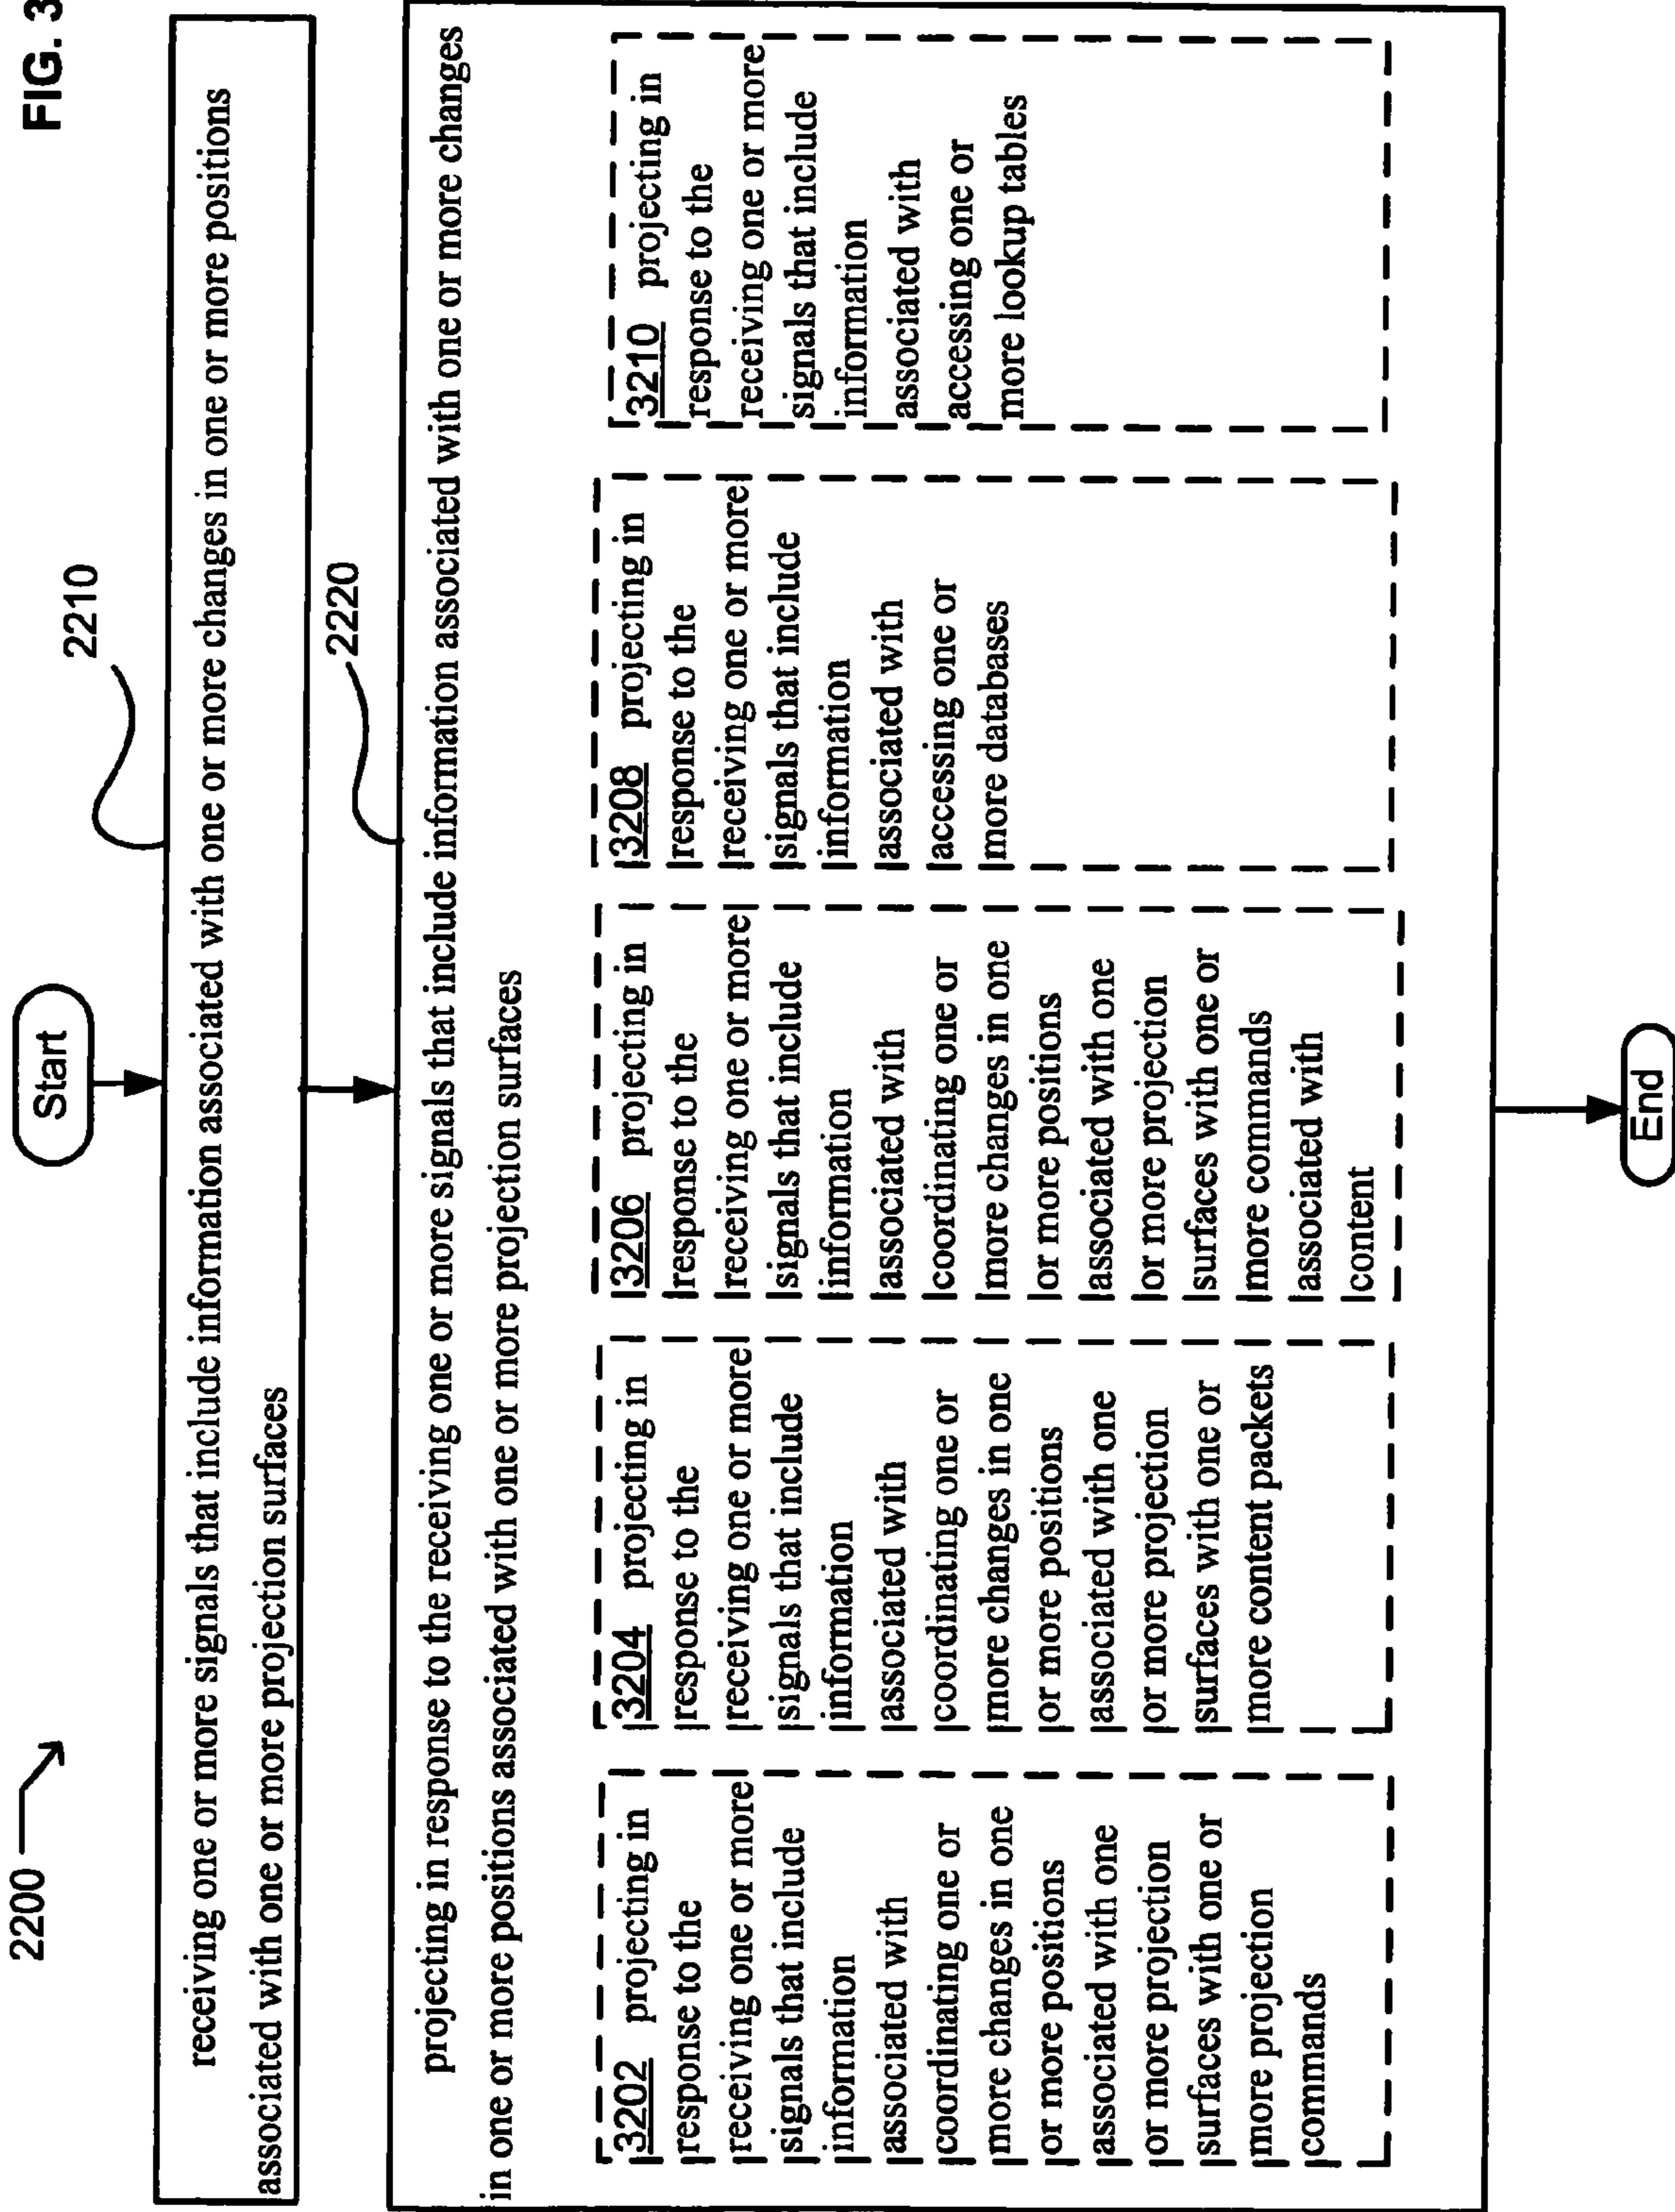 FIG. 3
2200
Start
2210
receiving one or more signals that include information associated with one or more changes in one or more positions
associated with one or more projection surfaces
2220
projecting in response to the receiving one or more signals that include information associated with one or more changes
in one or more positions associated with one or more projection surfaces
3202 projecting in
response to the
receiving one or more
signals that include
information
associated with
coordinating one or
more changes in one
or more positions
associated with one
or more projection
surfaces with one or
more projection
commands
3204 projecting in
response to the
receiving one or more
signals that include
information
associated with
coordinating one or
more changes in one
or more positions
associated with one
or more projection
surfaces with one or
more content packets
3206 projecting in
response to the
receiving one or more
signals that include
information
associated with
coordinating one or
more changes in one
or more positions
associated with one
or more projection
surfaces with one or
more commands
associated with
content
3208 projecting in
response to the
receiving one or more
signals that include
information
associated with
accessing one or
more databases
3210 projecting in
response to the
receiving one or more
signals that include
information
associated with
accessing one or
more lookup tables
End